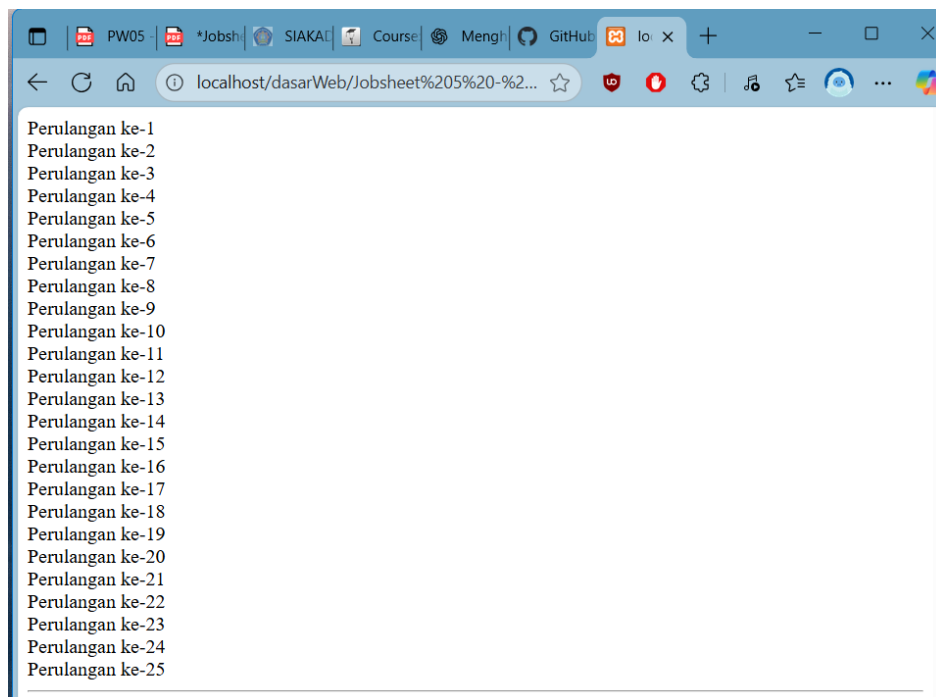 PW05 -
*Jobshe
SIAKAD
Course
Mengh
GitHub
localhost/dasarWeb/Jobsheet%205%20-%2...
Perulangan ke-1
Perulangan ke-2
Perulangan ke-3
Perulangan ke-4
Perulangan ke-5
Perulangan ke-6
Perulangan ke-7
Perulangan ke-8
Perulangan ke-9
Perulangan ke-10
Perulangan ke-11
Perulangan ke-12
Perulangan ke-13
Perulangan ke-14
Perulangan ke-15
Perulangan ke-16
Perulangan ke-17
Perulangan ke-18
Perulangan ke-19
Perulangan ke-20
Perulangan ke-21
Perulangan ke-22
Perulangan ke-23
Perulangan ke-24
Perulangan ke-25